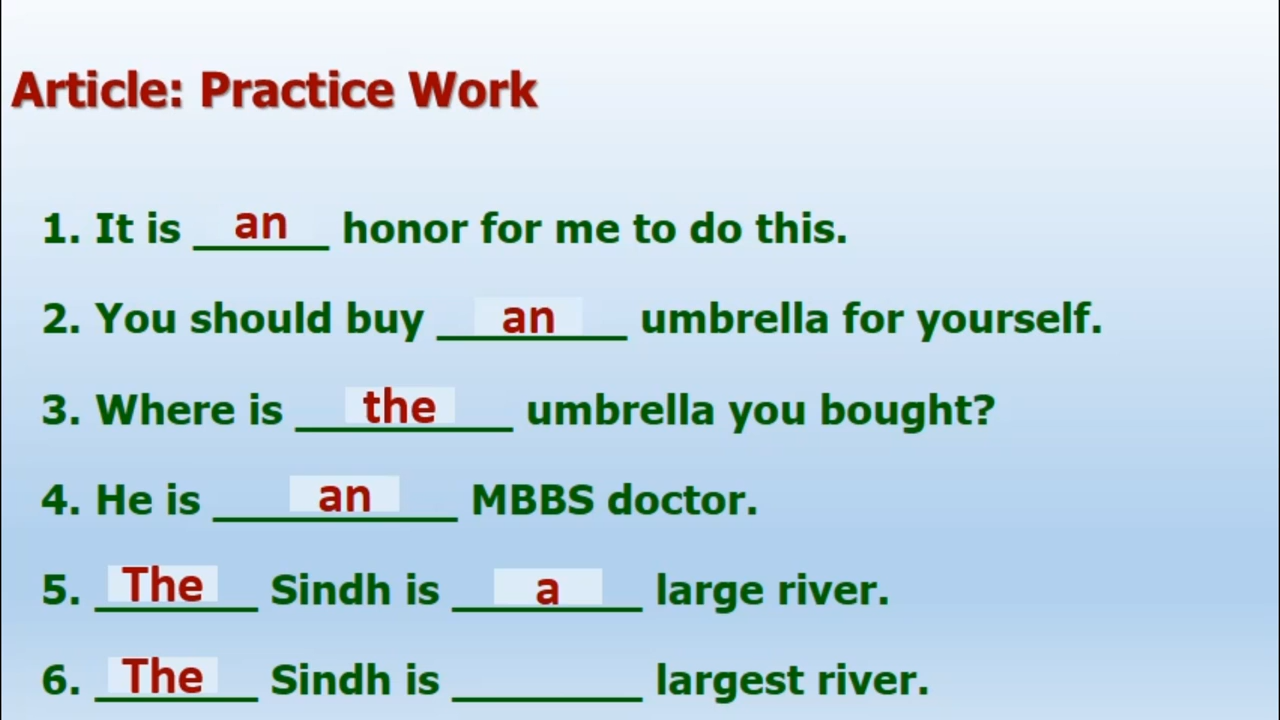 Article: Practice Work
1. It is an honor for me to do this.
2. You should buy an umbrella for yourself.
3. Where is the umbrella you bought?
4. He is an MBBS doctor.
5. The Sindh is a large river.
6. The Sindh is ________ largest river.